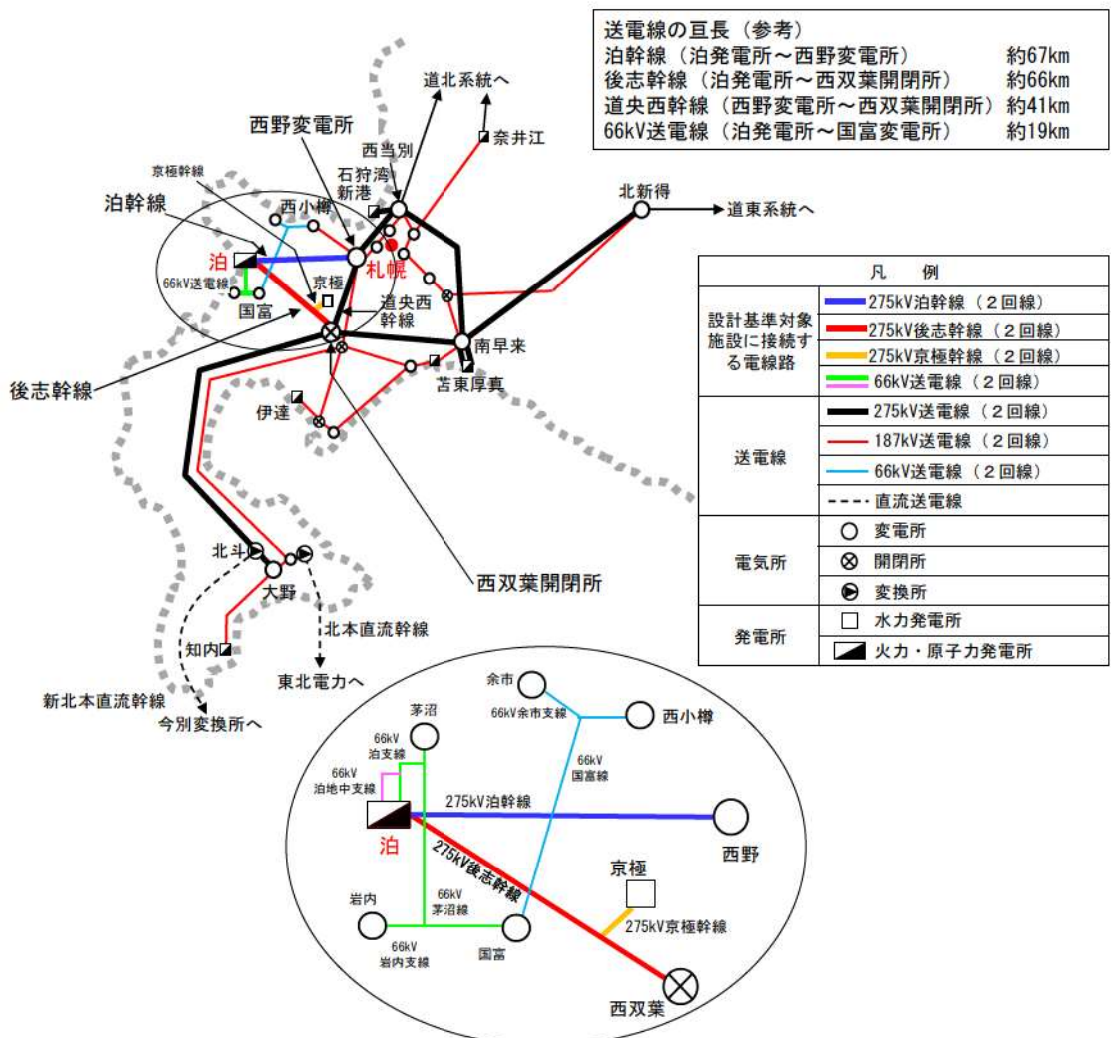 送電線の亘長（参考）
泊幹線（泊発電所～西野変電所） 約67km
後志幹線（泊発電所～西双葉開閉所） 約66km
道央西幹線（西野変電所～西双葉開閉所） 約41km
66kV送電線（泊発電所～国富変電所） 約19km
道北系統へ
奈井江
西野変電所
西当別
京極幹線
石狩湾
新港
北新得
道東系統へ
泊幹線
西小樽
泊
札幌
66kV送電線
京極
国富
道央西
幹線
南早来
苫東厚真
後志幹線
伊達
北斗
大野
西双葉開閉所
北本直流幹線
知内
東北電力へ
新北本直流幹線
今別変換所へ
凡 例
設計基準対象
施設に接続す
る電線路
275kV泊幹線（２回線）
275kV後志幹線（２回線）
275kV京極幹線（２回線）
66kV送電線（２回線）
送電線
275kV送電線（２回線）
187kV送電線（２回線）
66kV送電線（２回線）
直流送電線
電気所
変電所
開閉所
変換所
発電所
水力発電所
火力・原子力発電所
余市
66kV余市支線
西小樽
茅沼
66kV
泊支線
66kV
泊地中支線
66kV
国富線
275kV泊幹線
泊
西野
275kV後志幹線
京極
岩内
66kV
茅沼線
275kV京極幹線
66kV
岩内支線
国富
西双葉